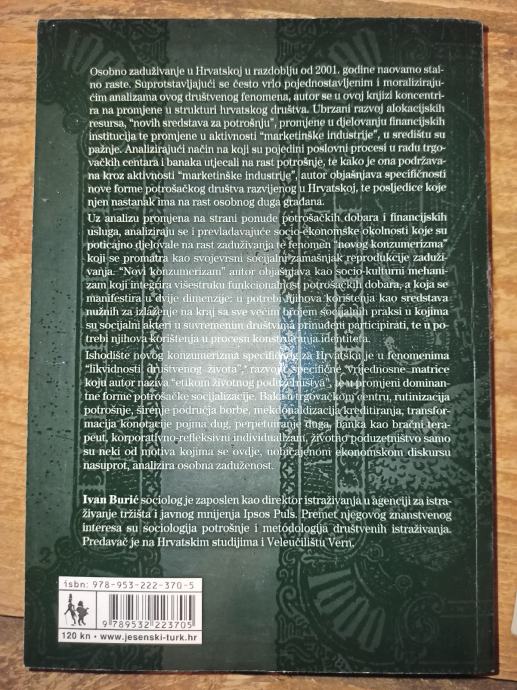 Osobno zaduživanje u Hrvatskoj u razdoblju od 2001. godine naovamo stal-
no raste. Suprotstavljajući se često vrlo pojednostavljenim i moralizirajućim
analizama ovog društvenog fenomena, autor se u ovoj knjizi koncentri-
ra na promjene u strukturi hrvatskog društva. Ubrzani razvoj alokacijskih
resursa, "novih sredstava za potrošnju", promjene u djelovanju financijskih
institucija te promjene u aktivnosti "marketinške industrije", u središtu su
pažnje. Analizirajući način na koji su pojedini poslovni procesi u radu trgo-
vačkih centara i banaka utjecali na rast potrošnje, te kako je ona podržava-
na kroz aktivnosti "marketinške industrije", autor objašnjava specifičnosti
nove forme potrošačkog društva razvijenog u Hrvatskoj, te posljedice koje
njen nastanak ima na rast osobnog duga građana.
Uz analizu promjena na strani ponude potrošačkih dobara i financijskih
usluga, analiziraju se i prevladavajuće socio-ekonomske okolnosti koje su
poticajno djelovale na rast zaduživanja te fenomen "novog konzumerizma"
koji se promatra kao svojevrsni socijalni zamašnjak reprodukcije zaduži-
vanja. "Novi konzumerizam" autor objašnjava kao socio-kulturni mehani-
zam koji integrira višestruku funkcionalnost potrošačkih dobara, a koja se
manifestira u dvije dimenzije: u potrebi njihova korištenja kao sredstava
nužnih za izlaženje na kraj sa sve većim brojem socijalnih praksi u kojima
su socijalni akteri u suvremenim društvima prinuđeni participirati, te u po-
trebi njihova korištenja u procesu konstruiranja identiteta.
Ishodište novog konzumerizma specifičnog za Hrvatsku je u fenomenima
"likvidnosti društvenog života", razvoju specifične vrijednosne matrice
koju autor naziva "etikom životnog poduzetništva", te u promjeni dominant-
ne forme potrošačke socijalizacije. Banka u trgovačkom centru, rutinizacija
potrošnje, širenje područja borbe, mekdonaldizacija kreditiranja, transfor-
macija konotacije pojma dug, perpetuiranje duga, banka kao bračni tera-
peut, korporativno-refleksivni individualizam, životno poduzetništvo samo
su neki od motiva kojima se ovdje, uobičajenom ekonomskom diskursu
nasuprot, analizira osobna zaduženost.
Ivan Burić sociolog je zaposlen kao direktor istraživanja u agenciji za istra-
živanje tržišta i javnog mnijenja Ipsos Puls. Predmet njegovog znanstvenog
interesa su sociologija potrošnje i metodologija društvenih istraživanja.
Predavač je na Hrvatskim studijima i Veleučilištu Vern.
isbn: 978-953-222-370-5
9 789532 223705
120 kn • www.jesenski-turk.hr